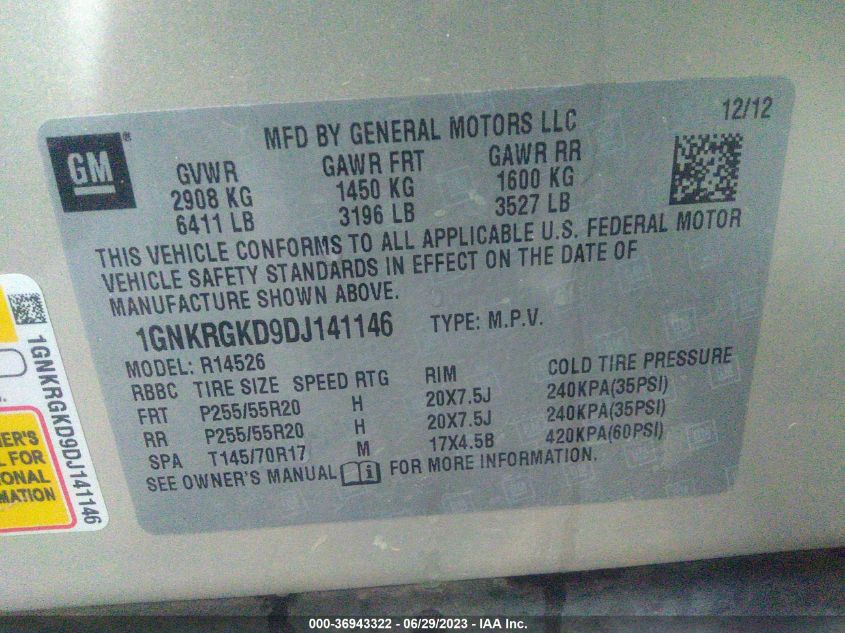 12/12
GM®
MFD BY GENERAL MOTORS LLC
GVWR GAWR FRT GAWR RR
2908 KG 1450 KG 1600 KG
6411 LB 3196 LB 3527 LB
THIS VEHICLE CONFORMS TO ALL APPLICABLE U.S. FEDERAL MOTOR
VEHICLE SAFETY STANDARDS IN EFFECT ON THE DATE OF
MANUFACTURE SHOWN ABOVE.
1GNKRGKD9DJ141146 TYPE: M.P.V.
MODEL: R14526
RBBC TIRE SIZE SPEED RTG RIM COLD TIRE PRESSURE
FRT P255/55R20 H 20X7.5J 240KPA(35PSI)
RR P255/55R20 H 20X7.5J 240KPA(35PSI)
SPA T145/70R17 M 17X4.5B 420KPA(60PSI)
SEE OWNER'S MANUAL i FOR MORE INFORMATION.
1GNKRGKD9DJ141146
ER'S
FOR
ONAL
MATION
000-36943322 / 06/29/2023 / IAA Inc.